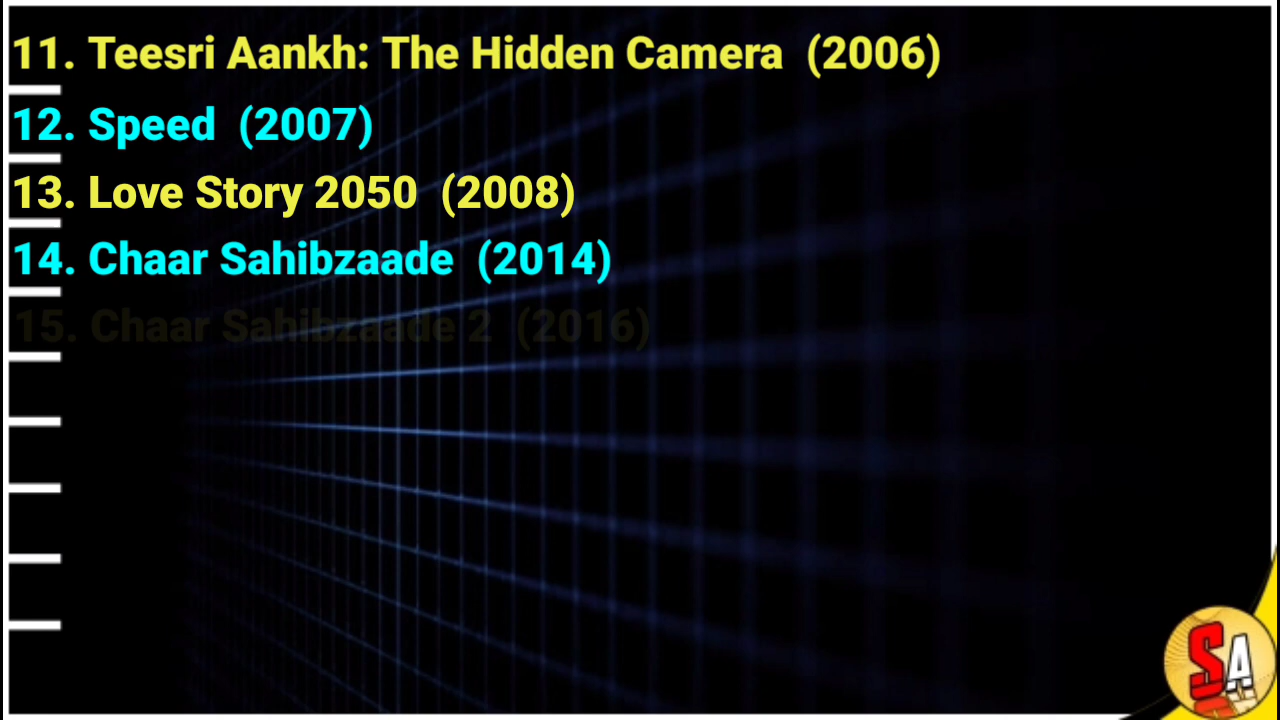 11. Teesri Aankh: The Hidden Camera (2006)
12. Speed (2007)
13. Love Story 2050 (2008)
14. Chaar Sahibzaade (2014)
15. Chaar Sahibzaade 2 (2016)
SA